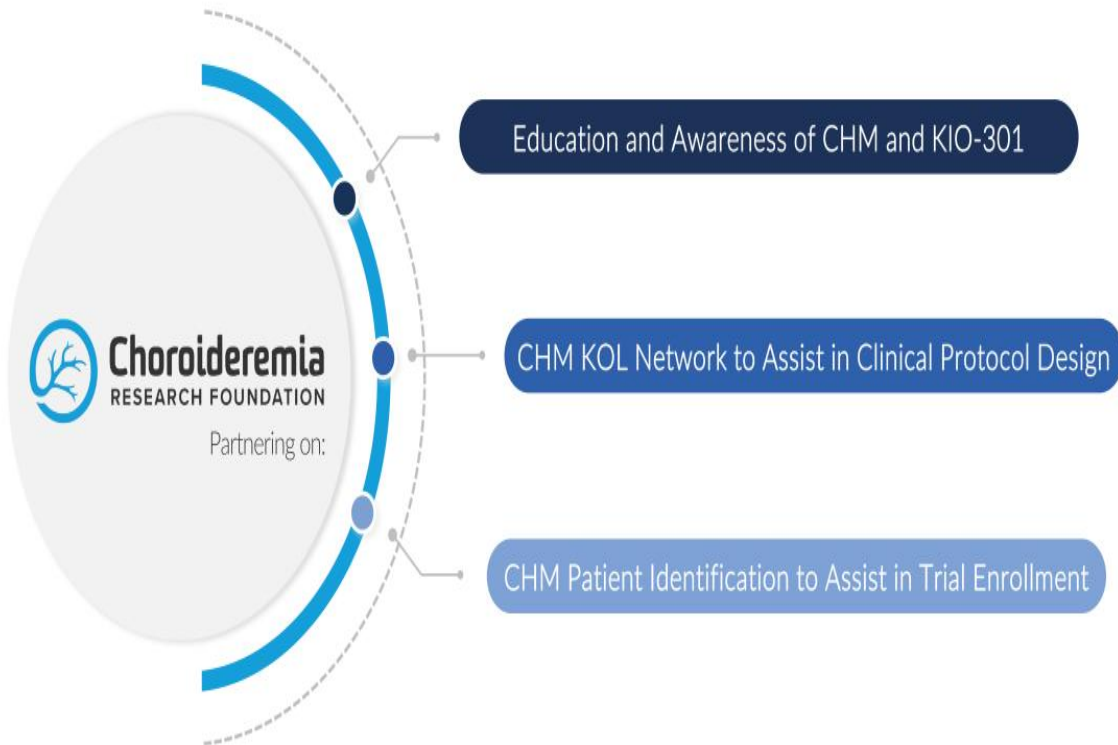 Choroideremia
RESEARCH FOUNDATION
Partnering on:
Education and Awareness of CHM and KIO-301
CHM KOL Network to Assist in Clinical Protocol Design
CHM Patient Identification to Assist in Trial Enrollment